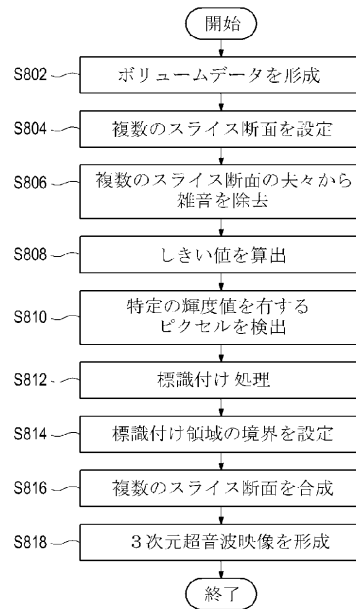 開始
S802 ボリュームデータを形成
S804 複数のスライス断面を設定
S806 複数のスライス断面の夫々から
雑音を除去
S808 しきい値を算出
S810 特定の輝度値を有する
ピクセルを検出
S812 標識付け処理
S814 標識付け領域の境界を設定
S816 複数のスライス断面を合成
S818 3次元超音波映像を形成
終了